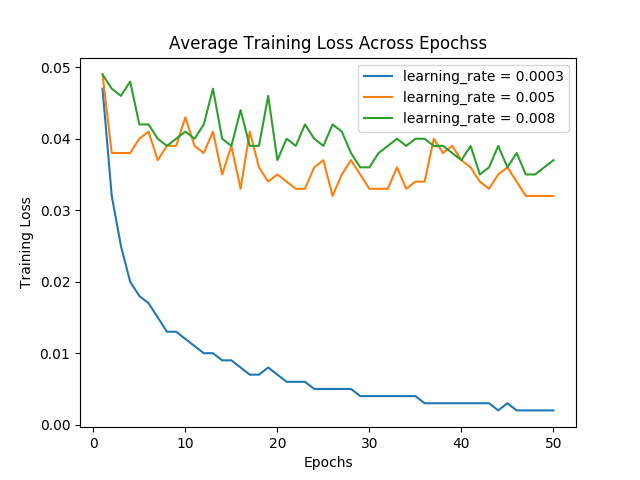 Average Training Loss Across Epochss
learning_rate = 0.0003
learning_rate = 0.005
learning_rate = 0.008
Training Loss
0.05
0.04
0.03
0.02
0.01
0.00
0 10 20 30 40 50
Epochs